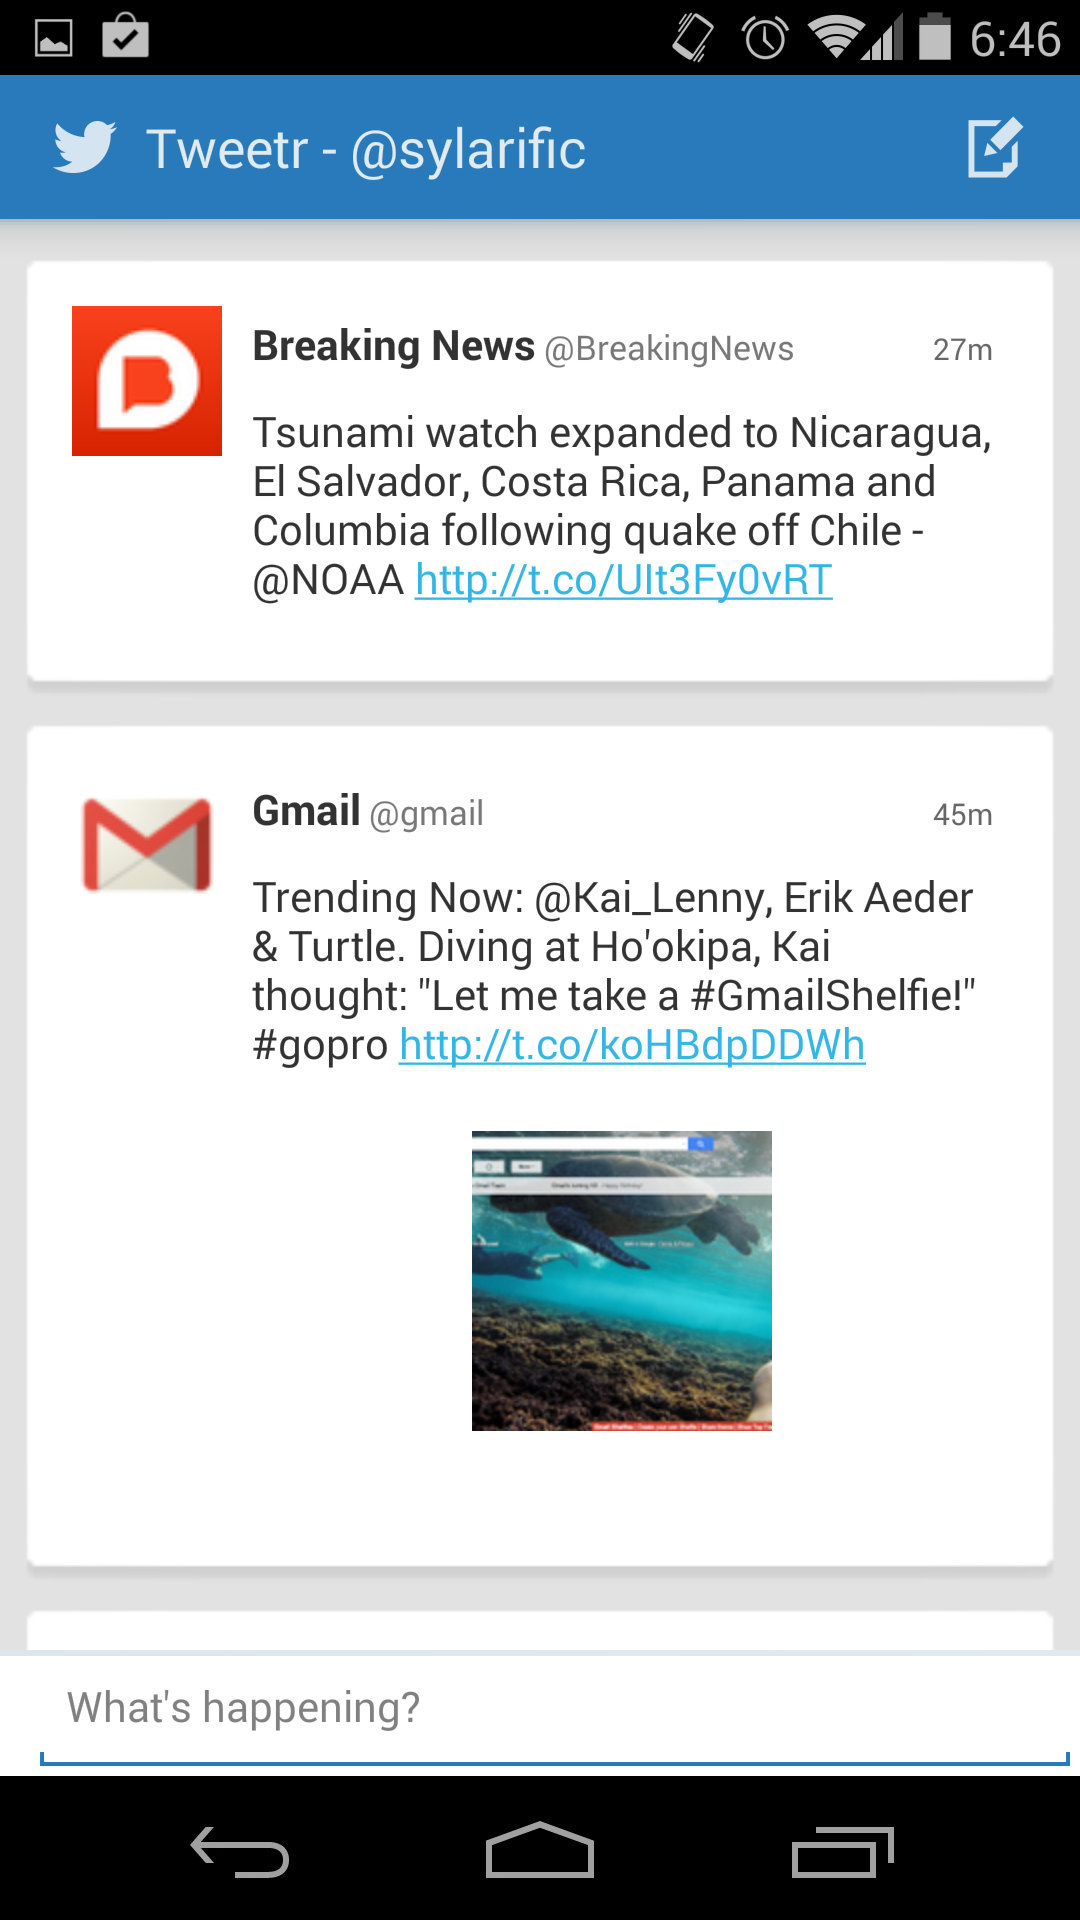 6:46
Tweetr - @sylarific
Breaking News @BreakingNews 27m
Tsunami watch expanded to Nicaragua,
El Salvador, Costa Rica, Panama and
Columbia following quake off Chile -
@NOAA http://t.co/UIt3Fy0vRT
Gmail @gmail 45m
Trending Now: @Kai_Lenny, Erik Aeder
& Turtle. Diving at Ho'okipa, Kai
thought: "Let me take a #GmailShelfie!"
#gopro http://t.co/koHBdpDDWh
What's happening?